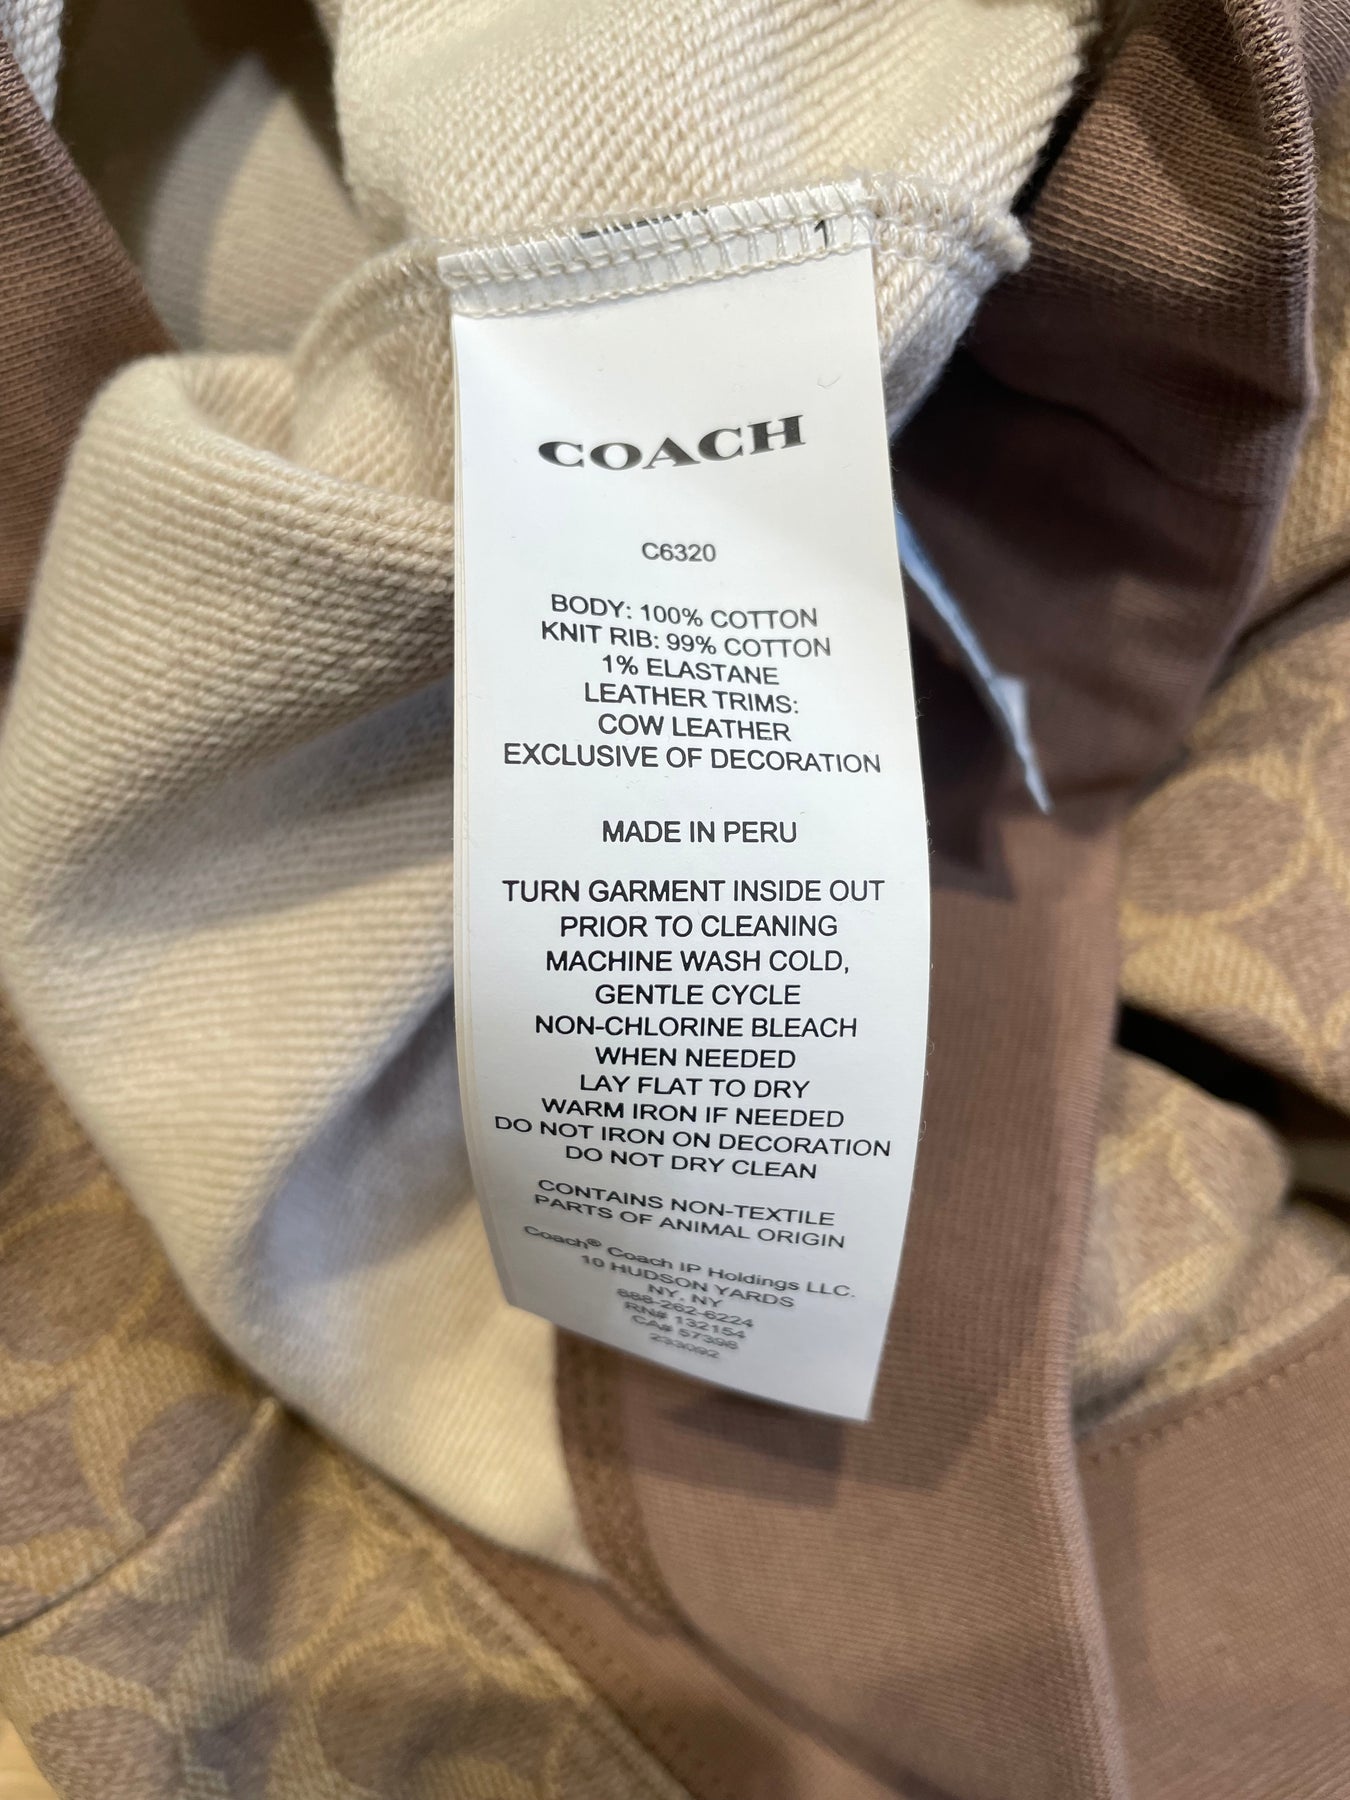 1
COACH
C6320
BODY: 100% COTTON
KNIT RIB: 99% COTTON
1% ELASTANE
LEATHER TRIMS:
COW LEATHER
EXCLUSIVE OF DECORATION
MADE IN PERU
TURN GARMENT INSIDE OUT
PRIOR TO CLEANING
MACHINE WASH COLD,
GENTLE CYCLE
NON-CHLORINE BLEACH
WHEN NEEDED
LAY FLAT TO DRY
WARM IRON IF NEEDED
DO NOT IRON ON DECORATION
DO NOT DRY CLEAN
CONTAINS NON-TEXTILE
PARTS OF ANIMAL ORIGIN
Coach® Coach IP Holdings LLC.
10 HUDSON YARDS
NY, NY
888-262-6224
RN# 132154
CA# 57398
233092